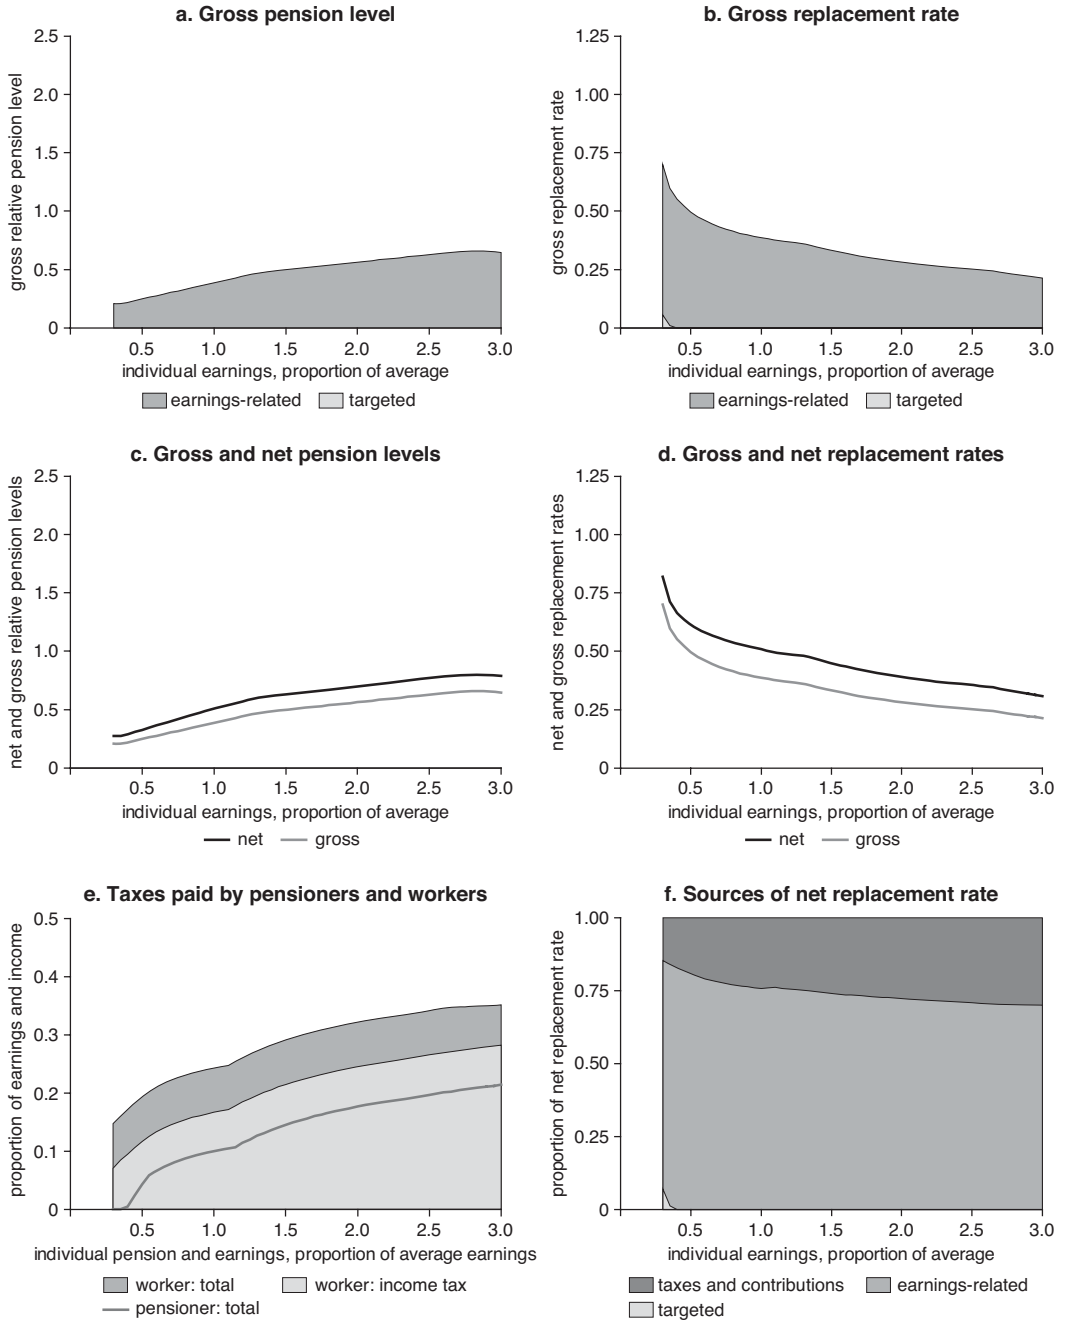 a. Gross pension level
gross relative pension level
2.5
2.0
1.5
1.0
0.5
0
0.5 1.0 1.5 2.0 2.5 3.0
individual earnings, proportion of average
earnings-related targeted
b. Gross replacement rate
gross replacement rate
1.25
1.00
0.75
0.50
0.25
0
0.5 1.0 1.5 2.0 2.5 3.0
individual earnings, proportion of average
earnings-related targeted
c. Gross and net pension levels
net and gross relative pension levels
2.5
2.0
1.5
1.0
0.5
0
0.5 1.0 1.5 2.0 2.5 3.0
individual earnings, proportion of average
net gross
d. Gross and net replacement rates
net and gross replacement rates
1.25
1.00
0.75
0.50
0.25
0
0.5 1.0 1.5 2.0 2.5 3.0
individual earnings, proportion of average
net gross
e. Taxes paid by pensioners and workers
proportion of earnings and income
0.5
0.4
0.3
0.2
0.1
0
0.5 1.0 1.5 2.0 2.5 3.0
individual pension and earnings, proportion of average earnings
worker: total worker: income tax
pensioner: total
f. Sources of net replacement rate
proportion of net replacement rate
1.00
0.75
0.50
0.25
0
0.5 1.0 1.5 2.0 2.5 3.0
individual earnings, proportion of average
taxes and contributions earnings-related
targeted